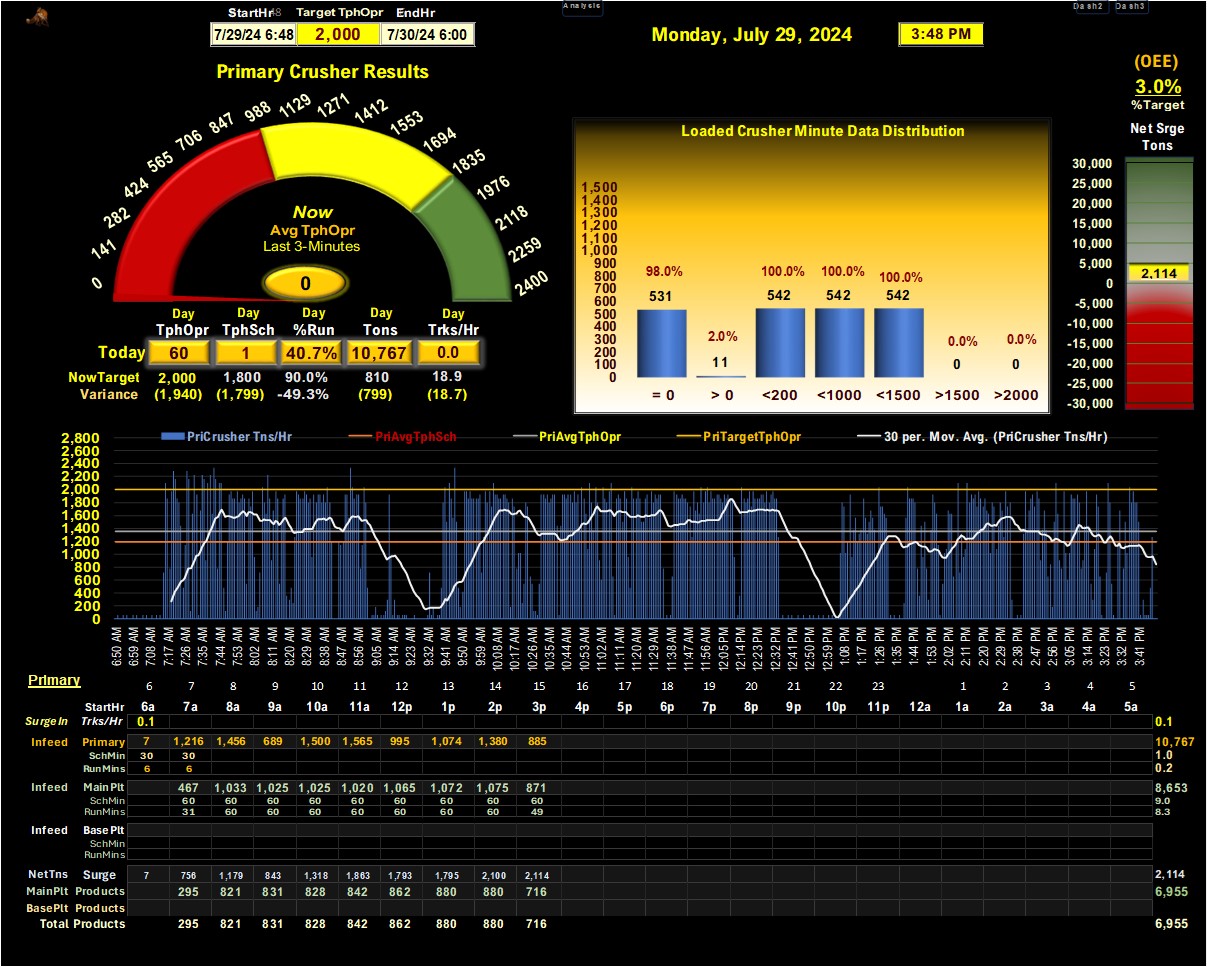 Analysis
Dash2 Dash3
StartHr Target TphOpr EndHr
7/29/24 6:48 2,000 7/30/24 6:00
Monday, July 29, 2024
3:48 PM
(OEE)
3.0%
%Target
Primary Crusher Results
0 141 282 424 565 706 847 988 1129 1271 1412 1553 1694 1835 1976 2118 2259 2400
Now
Avg TphOpr
Last 3-Minutes
0
Day Day Day Day Day
TphOpr TphSch %Run Tons Trks/Hr
Today 60 1 40.7% 10,767 0.0
NowTarget 2,000 1,800 90.0% 810 18.9
Variance (1,940) (1,799) -49.3% (799) (18.7)
Loaded Crusher Minute Data Distribution
1,500
1,400
1,300
1,200
1,100
1,000
900
800
700
600
500
400
300
200
100
0
98.0% 2.0% 100.0% 100.0% 100.0% 0.0% 0.0%
531 11 542 542 542 0 0
= 0 > 0 <200 <1000 <1500 >1500 >2000
Net Srge
Tons
30,000
25,000
20,000
15,000
10,000
5,000
0
-5,000
-10,000
-15,000
-20,000
-25,000
-30,000
2,114
PriCrusher Tns/Hr PriAvgTphSch PriAvgTphOpr PriTargetTphOpr 30 per. Mov. Avg. (PriCrusher Tns/Hr)
2,800
2,600
2,400
2,200
2,000
1,800
1,600
1,400
1,200
1,000
800
600
400
200
0
6:50 AM 6:59 AM 7:08 AM 7:17 AM 7:26 AM 7:35 AM 7:44 AM 7:53 AM 8:02 AM 8:11 AM 8:20 AM 8:29 AM 8:38 AM 8:47 AM 8:56 AM 9:05 AM 9:14 AM 9:23 AM 9:32 AM 9:41 AM 9:50 AM 9:59 AM 10:08 AM 10:17 AM 10:26 AM 10:35 AM 10:44 AM 10:53 AM 11:02 AM 11:11 AM 11:20 AM 11:29 AM 11:38 AM 11:47 AM 11:56 AM 12:05 PM 12:14 PM 12:23 PM 12:32 PM 12:41 PM 12:50 PM 12:59 PM 1:08 PM 1:17 PM 1:26 PM 1:35 PM 1:44 PM 1:53 PM 2:02 PM 2:11 PM 2:20 PM 2:29 PM 2:38 PM 2:47 PM 2:56 PM 3:05 PM 3:14 PM 3:23 PM 3:32 PM 3:41 PM
Primary
6 7 8 9 10 11 12 13 14 15 16 17 18 19 20 21 22 23 1 2 3 4 5
StartHr 6a 7a 8a 9a 10a 11a 12p 1p 2p 3p 4p 5p 6p 7p 8p 9p 10p 11p 12a 1a 2a 3a 4a 5a
SurgeIn Trks/Hr 0.1 0.1
Infeed Primary 7 1,216 1,456 689 1,500 1,565 995 1,074 1,380 885 10,767
SchMin 30 30 1.0
RunMins 6 6 0.2
Infeed MainPlt 467 1,033 1,025 1,025 1,020 1,065 1,072 1,075 871 8,653
SchMin 60 60 60 60 60 60 60 60 60 9.0
RunMins 31 60 60 60 60 60 60 60 49 8.3
Infeed BasePlt
SchMin
RunMins
NetTns Surge 7 756 1,179 843 1,318 1,863 1,793 1,795 2,100 2,114 2,114
MainPlt Products 295 821 831 828 842 862 880 880 716 6,955
BasePlt Products
Total Products 295 821 831 828 842 862 880 880 716 6,955